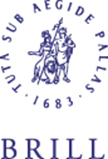 TUTA SUB AEGIDE PALLAS
· 1683 ·
BRILL